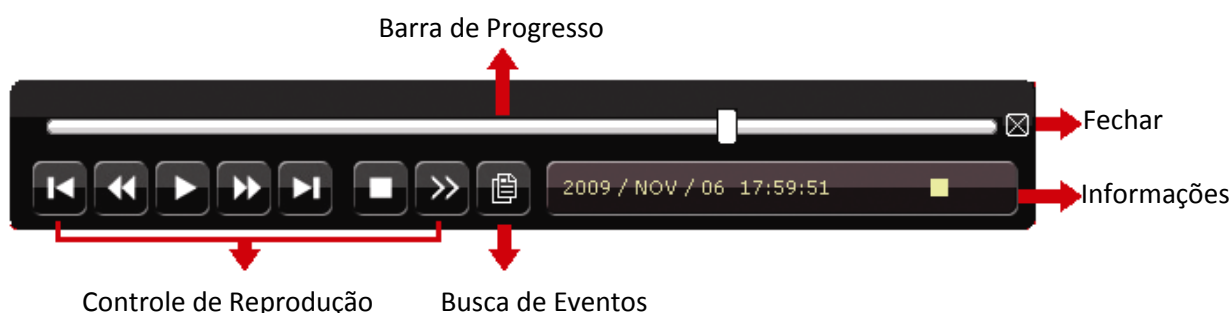 Barra de Progresso
Fechar
2009 / NOV / 06 17:59:51
Informações
Controle de Reprodução
Busca de Eventos